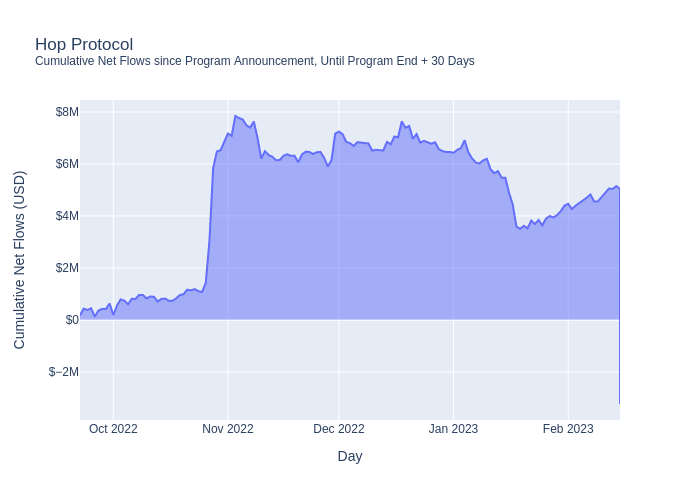 Hop Protocol
Cumulative Net Flows since Program Announcement, Until Program End + 30 Days
$8M
$6M
$4M
$2M
$0
$−2M
Cumulative Net Flows (USD)
Oct 2022
Nov 2022
Dec 2022
Jan 2023
Feb 2023
Day